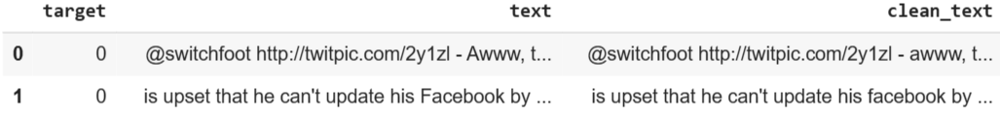 target text clean_text
0 0 @switchfoot http://twitpic.com/2y1zl - Awww, t... @switchfoot http://twitpic.com/2y1zl - awww, t...
1 0 is upset that he can't update his Facebook by ... is upset that he can't update his facebook by ...